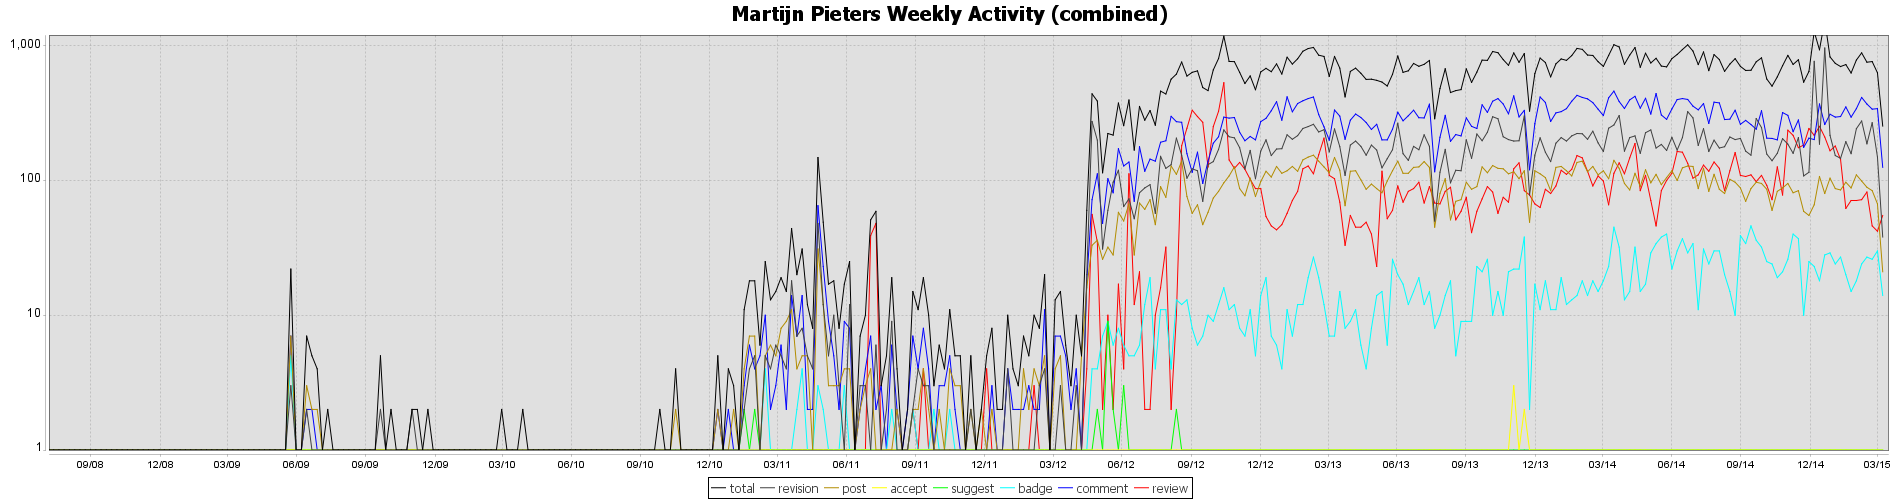 Martijn Pieters Weekly Activity (combined)
1,000
100
10
1
09/08 12/08 03/09 06/09 09/09 12/09 03/10 06/10 09/10 12/10 03/11 06/11 09/11 12/11 03/12 06/12 09/12 12/12 03/13 06/13 09/13 12/13 03/14 06/14 09/14 12/14 03/15
total revision post accept suggest badge comment review